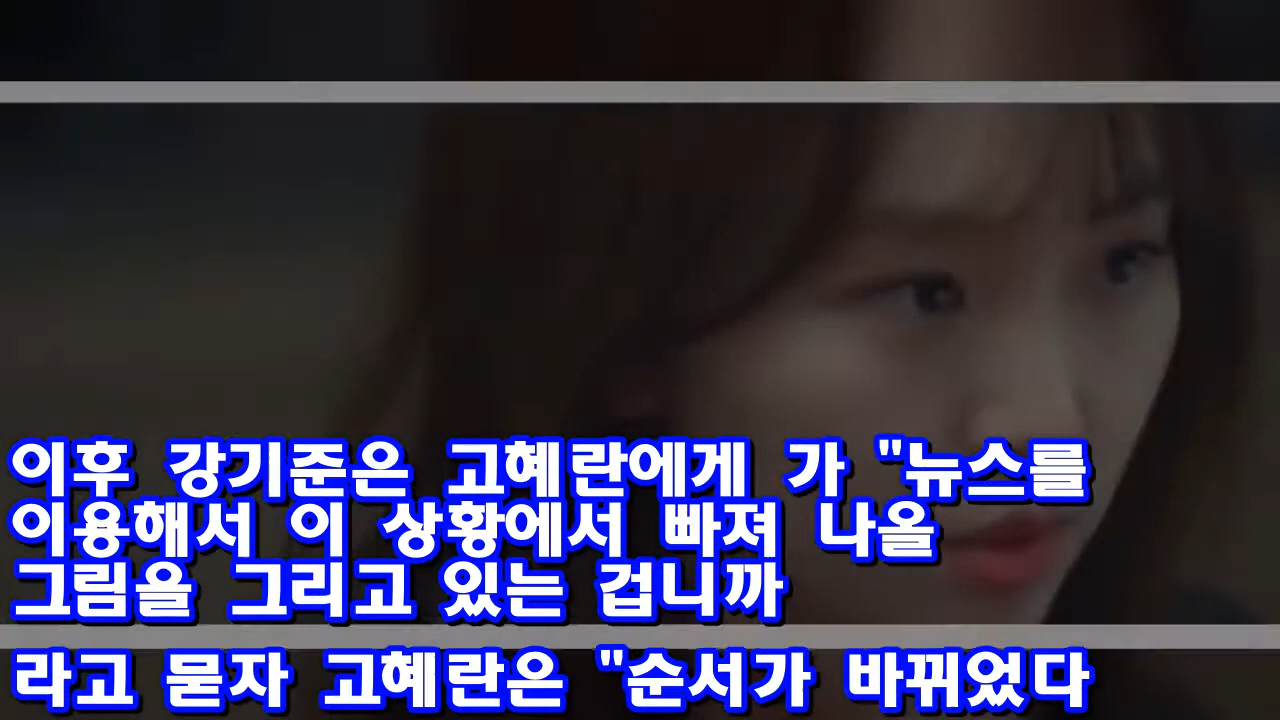 이후 강기준은 고혜란에게 가 "뉴스를
이용해서 이 상황에서 빠져 나올
그림을 그리고 있는 겁니까
라고 묻자 고혜란은 "순서가 바뀌었다